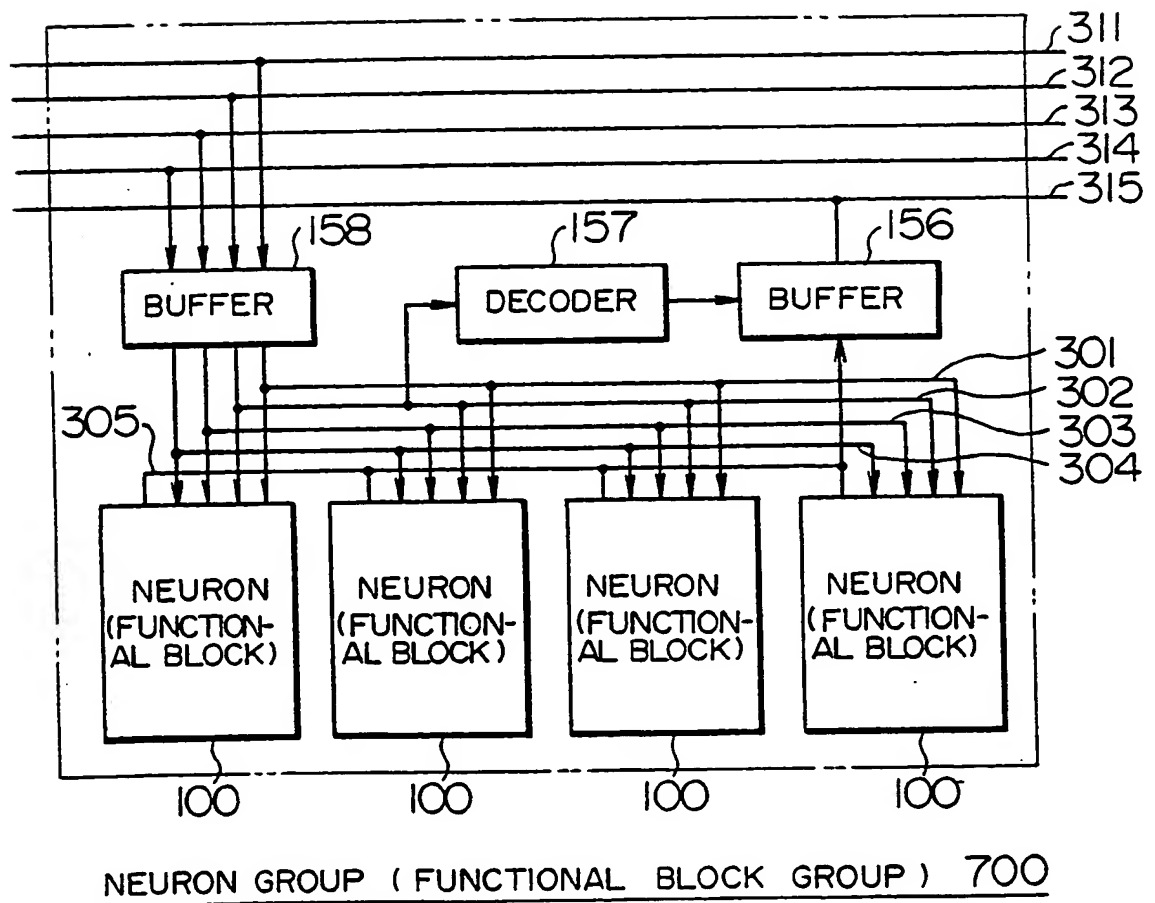 311
312
313
314
315
158
157
156
BUFFER
DECODER
BUFFER
301
302
303
304
305
NEURON
(FUNCTION-
AL BLOCK)
NEURON
(FUNCTION-
AL BLOCK)
NEURON
(FUNCTION-
AL BLOCK)
NEURON
(FUNCTION-
AL BLOCK)
100
100
100
100
NEURON GROUP (FUNCTIONAL BLOCK GROUP) 700